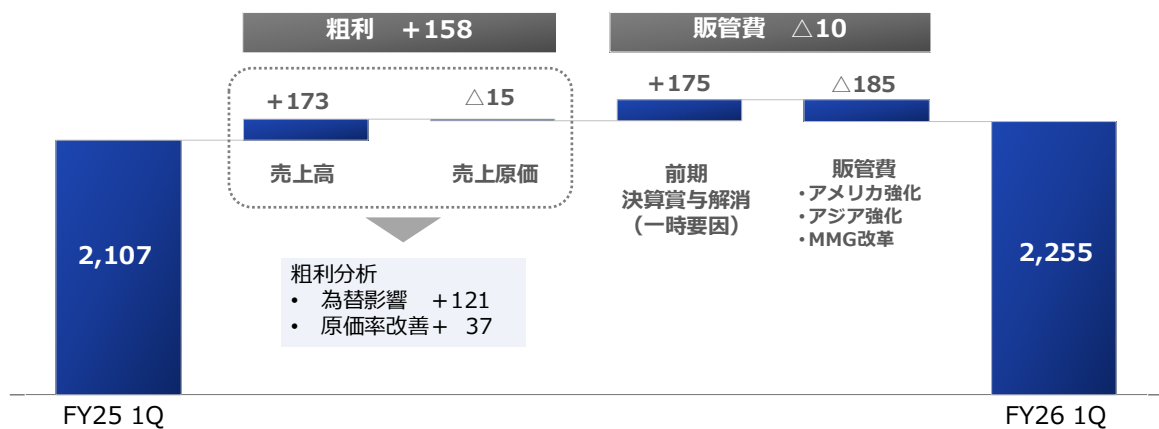 粗利 +158
販管費 △10
+173
△15
+175
△185
売上高
売上原価
前期
決算賞与解消
（一時要因）
販管費
・アメリカ強化
・アジア強化
・MMG改革
2,107
2,255
粗利分析
• 為替影響 +121
• 原価率改善+ 37
FY25 1Q
FY26 1Q